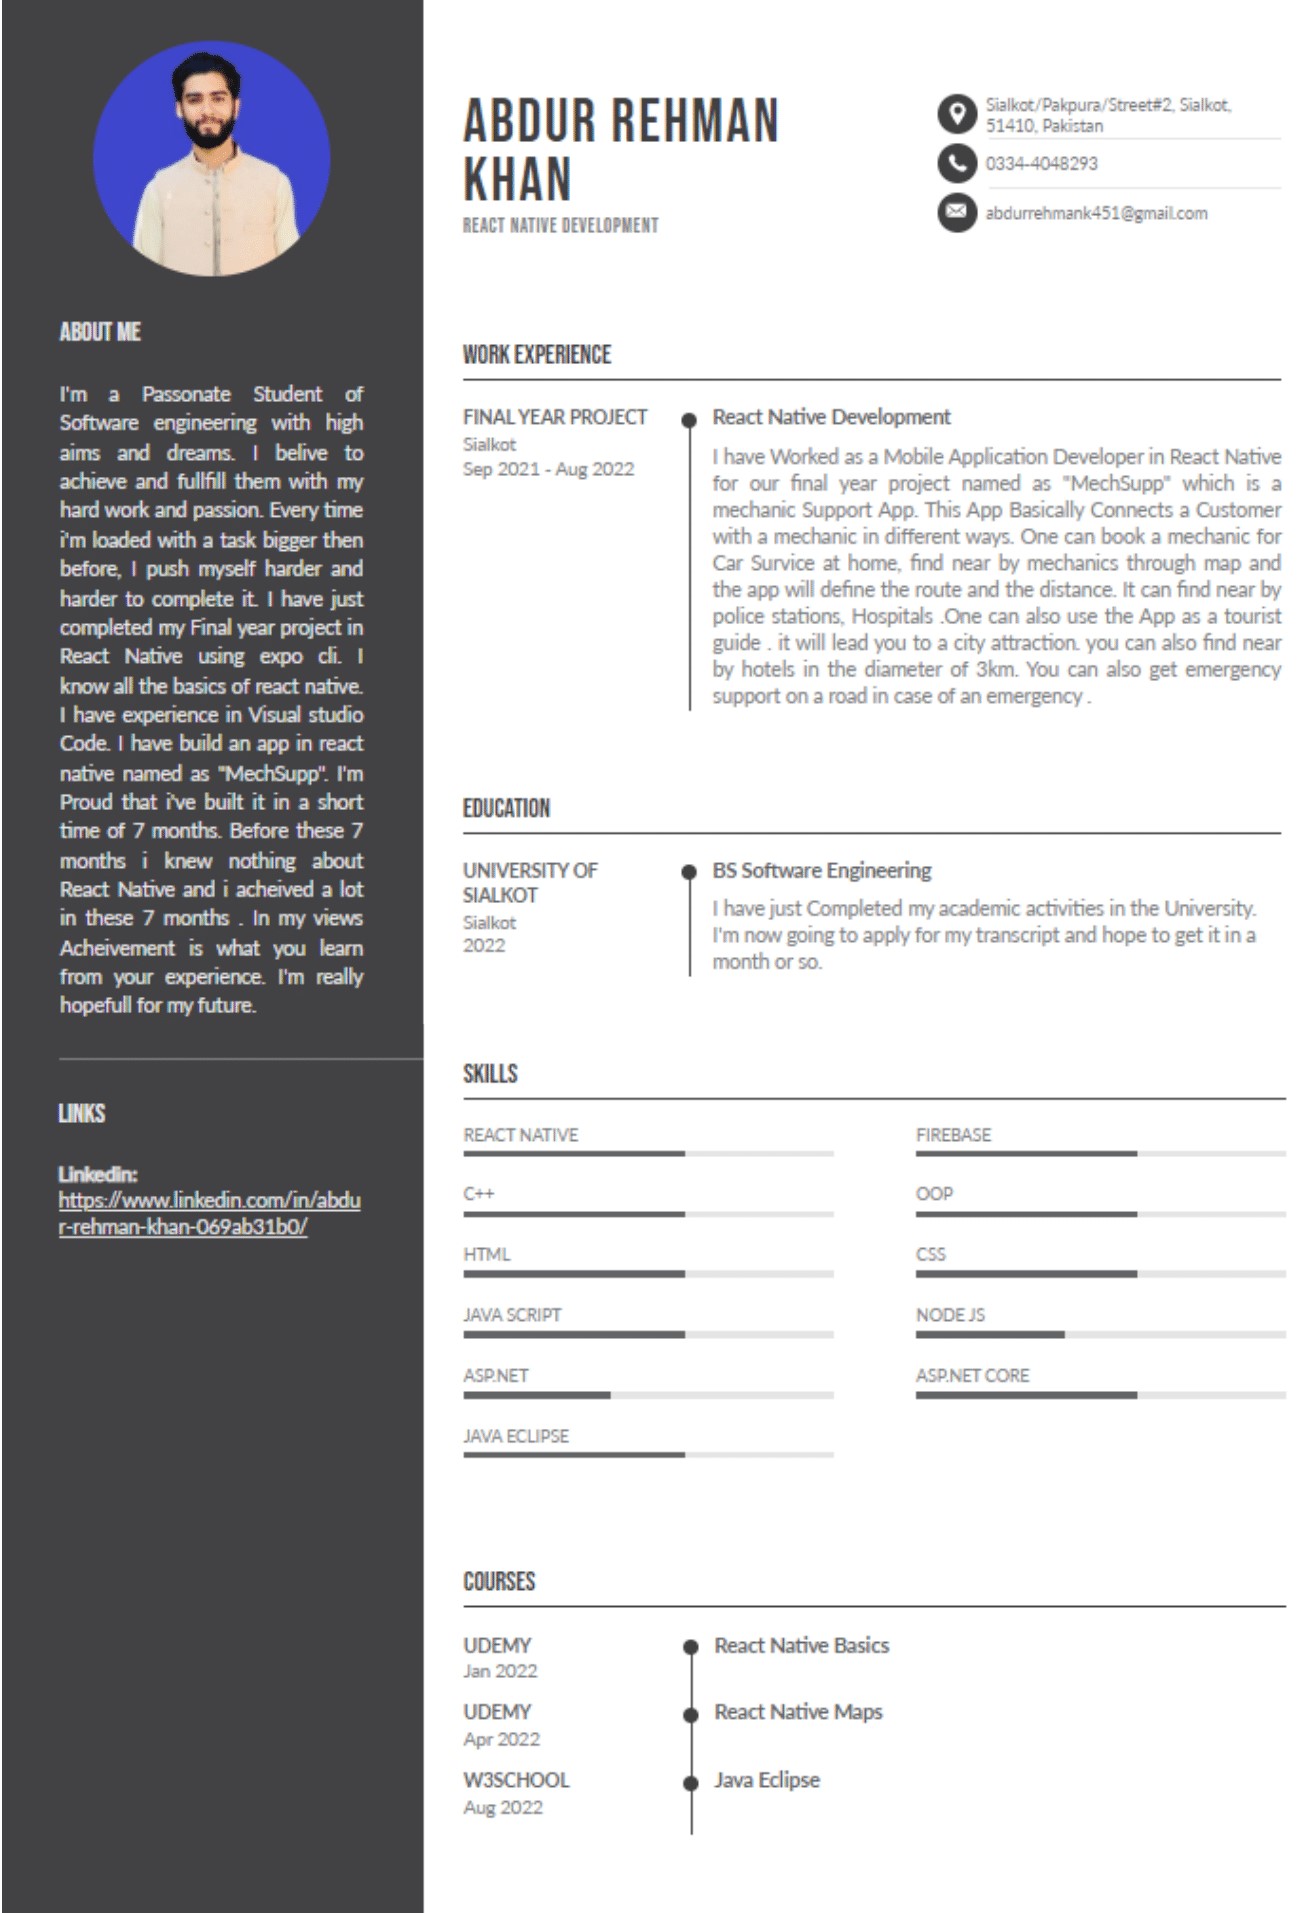 ABDUR REHMAN
KHAN
REACT NATIVE DEVELOPMENT
Sialkot/Pakpura/Street#2, Sialkot,
51410, Pakistan
0334-4048293
abdurrehmank451@gmail.com
ABOUT ME
I'm a Passonate Student of
Software engineering with high
aims and dreams. I belive to
achieve and fullfill them with my
hard work and passion. Every time
i'm loaded with a task bigger then
before, I push myself harder and
harder to complete it. I have just
completed my Final year project in
React Native using expo cli. I
know all the basics of react native.
I have experience in Visual studio
Code. I have build an app in react
native named as "MechSupp". I'm
Proud that i've built it in a short
time of 7 months. Before these 7
months i knew nothing about
React Native and i acheived a lot
in these 7 months . In my views
Acheivement is what you learn
from your experience. I'm really
hopefull for my future.
LINKS
Linkedin:
https://www.linkedin.com/in/abdu
r-rehman-khan-069ab31b0/
WORK EXPERIENCE
FINAL YEAR PROJECT
Sialkot
Sep 2021 - Aug 2022
React Native Development
I have Worked as a Mobile Application Developer in React Native
for our final year project named as "MechSupp" which is a
mechanic Support App. This App Basically Connects a Customer
with a mechanic in different ways. One can book a mechanic for
Car Survice at home, find near by mechanics through map and
the app will define the route and the distance. It can find near by
police stations, Hospitals .One can also use the App as a tourist
guide . it will lead you to a city attraction. you can also find near
by hotels in the diameter of 3km. You can also get emergency
support on a road in case of an emergency .
EDUCATION
UNIVERSITY OF
SIALKOT
Sialkot
2022
BS Software Engineering
I have just Completed my academic activities in the University.
I'm now going to apply for my transcript and hope to get it in a
month or so.
SKILLS
REACT NATIVE
FIREBASE
C++
OOP
HTML
CSS
JAVA SCRIPT
NODE JS
ASP.NET
ASP.NET CORE
JAVA ECLIPSE
COURSES
UDEMY
Jan 2022
React Native Basics
UDEMY
Apr 2022
React Native Maps
W3SCHOOL
Aug 2022
Java Eclipse